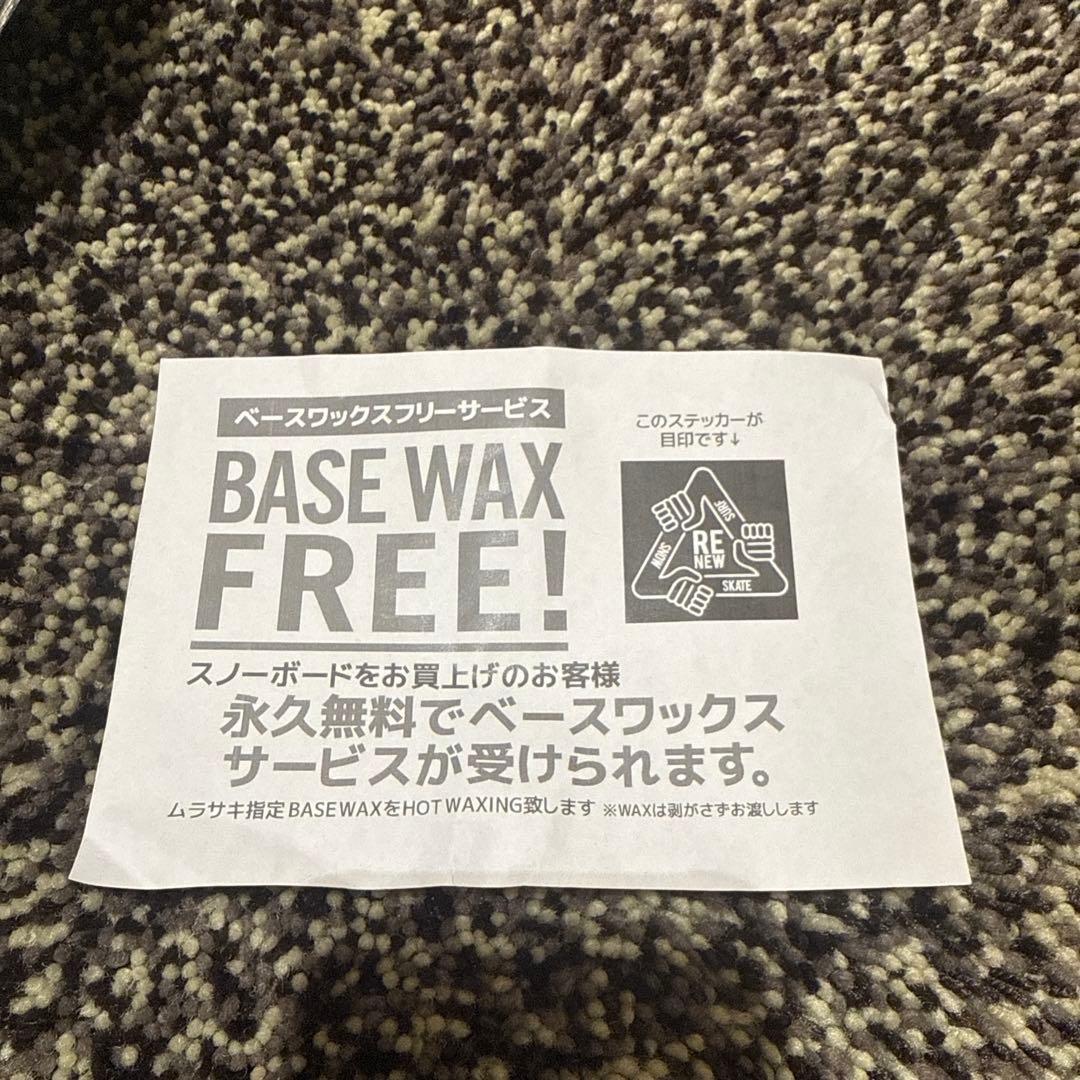 ベースワックスフリーサービス
BASE WAX
FREE!
このステッカーが
目印です↓
SURF
SNOW
RE
NEW
SKATE
スノーボードをお買上げのお客様
永久無料でベースワックス
サービスが受けられます。
ムラサキ指定BASE WAXをHOT WAXING致します ※WAXは剥がさずお渡しします